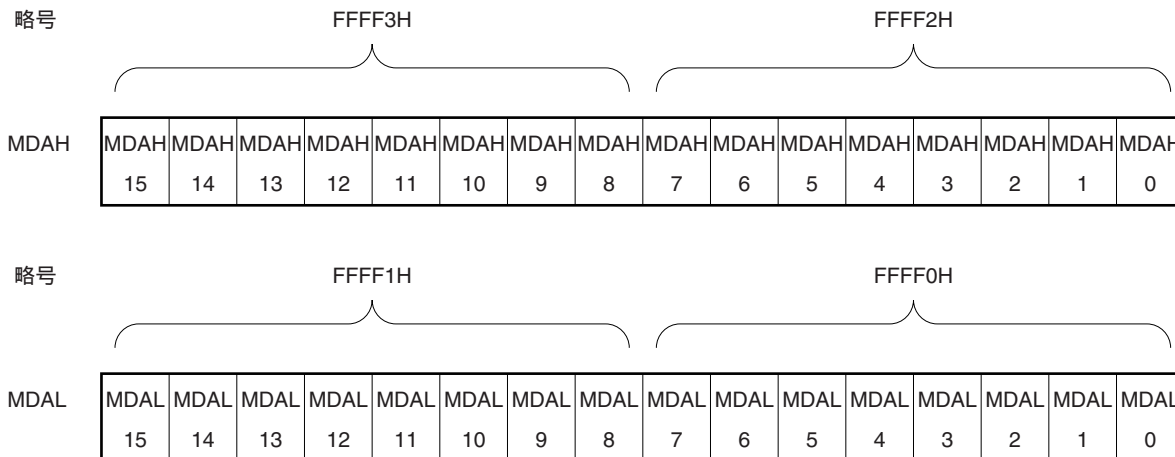 略号 FFFF3H FFFF2H
MDAH MDAH MDAH MDAH MDAH MDAH MDAH MDAH MDAH MDAH MDAH MDAH MDAH MDAH MDAH MDAH MDAH
15 14 13 12 11 10 9 8 7 6 5 4 3 2 1 0
略号 FFFF1H FFFF0H
MDAL MDAL MDAL MDAL MDAL MDAL MDAL MDAL MDAL MDAL MDAL MDAL MDAL MDAL MDAL MDAL MDAL
15 14 13 12 11 10 9 8 7 6 5 4 3 2 1 0